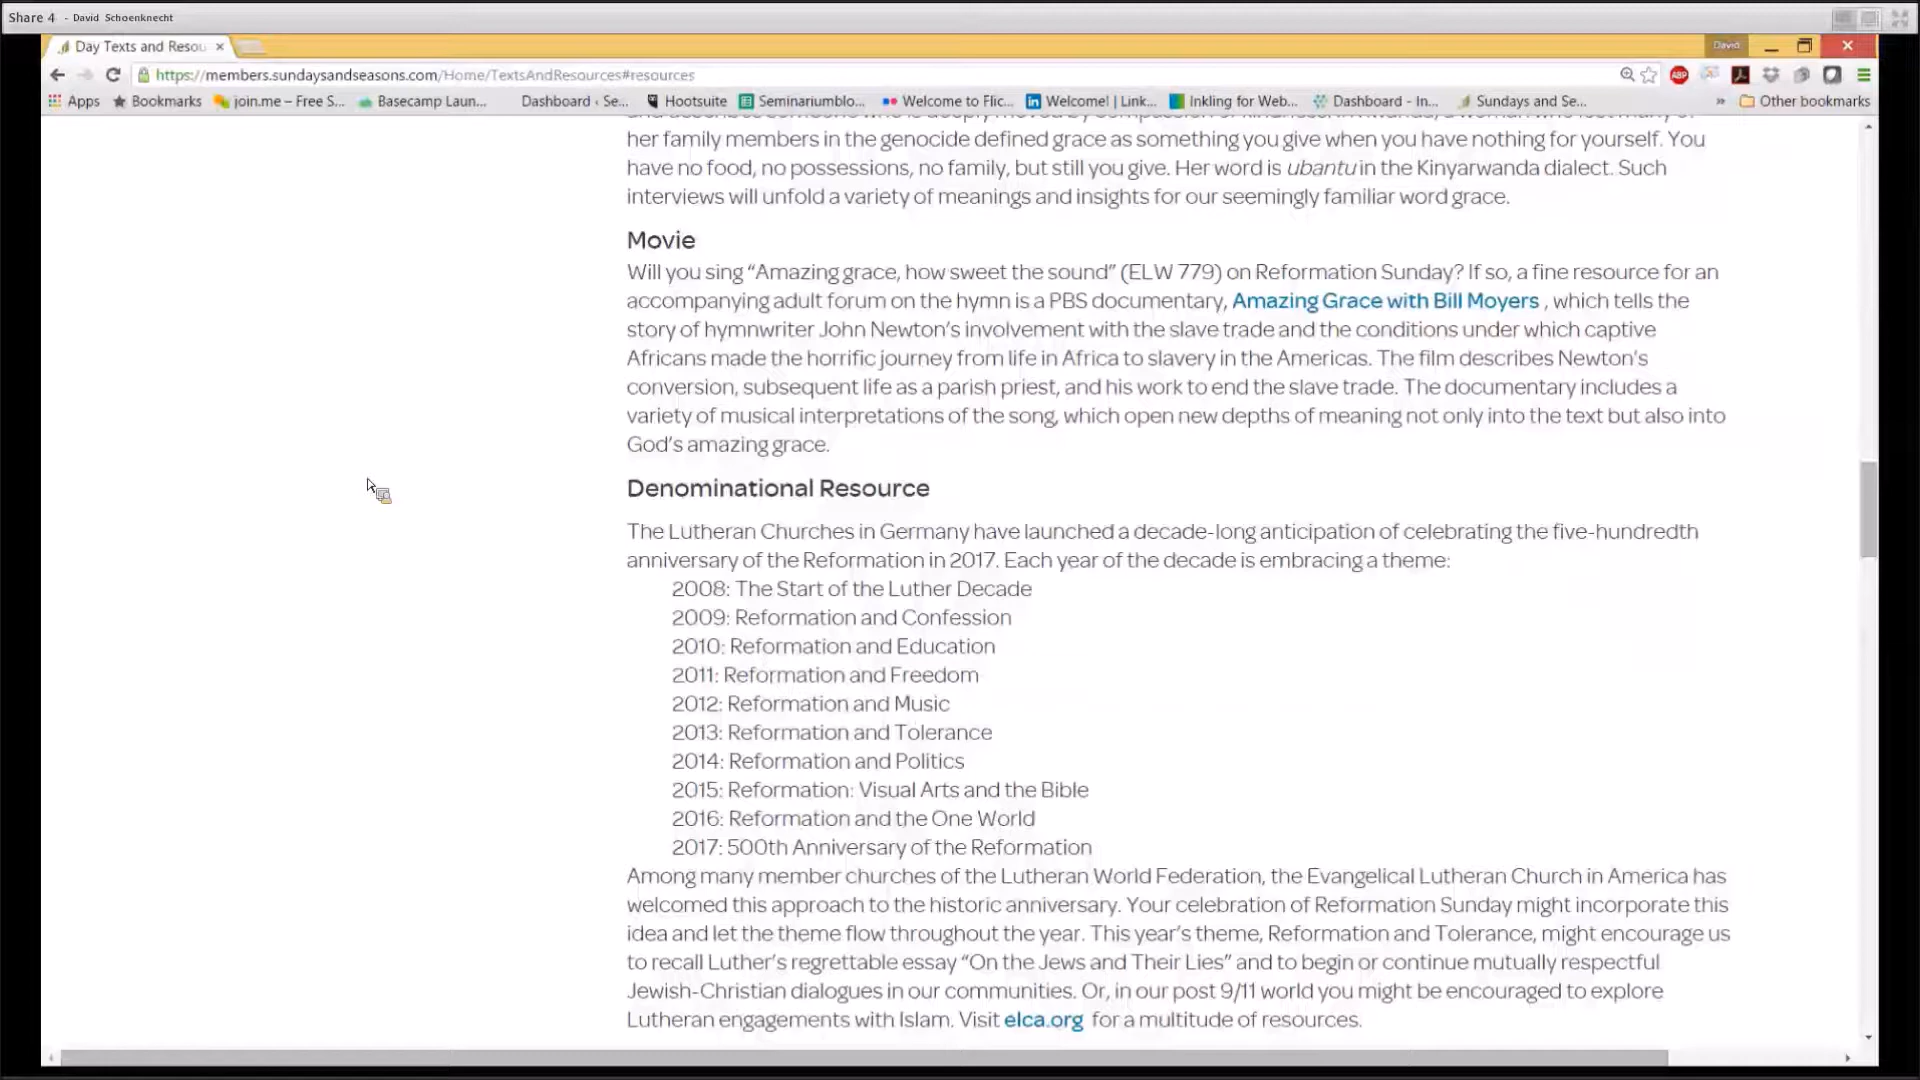 Share 4 - David Schoenknecht
Day Texts and Resou ×
David
https://members.sundaysandseasons.com/Home/TextsAndResources#resources
ABP
Apps Bookmarks join.me – Free S... Basecamp Laun... Dashboard ‹ Se... Hootsuite Seminariumblo... Welcome to Flic... Welcome! | Link... Inkling for Web... Dashboard - In... Sundays and Se... » Other bookmarks
her family members in the genocide defined grace as something you give when you have nothing for yourself. You
have no food, no possessions, no family, but still you give. Her word is ubantu in the Kinyarwanda dialect. Such
interviews will unfold a variety of meanings and insights for our seemingly familiar word grace.
Movie
Will you sing “Amazing grace, how sweet the sound” (ELW 779) on Reformation Sunday? If so, a fine resource for an
accompanying adult forum on the hymn is a PBS documentary, Amazing Grace with Bill Moyers , which tells the
story of hymnwriter John Newton’s involvement with the slave trade and the conditions under which captive
Africans made the horrific journey from life in Africa to slavery in the Americas. The film describes Newton’s
conversion, subsequent life as a parish priest, and his work to end the slave trade. The documentary includes a
variety of musical interpretations of the song, which open new depths of meaning not only into the text but also into
God’s amazing grace.
Denominational Resource
The Lutheran Churches in Germany have launched a decade-long anticipation of celebrating the five-hundredth
anniversary of the Reformation in 2017. Each year of the decade is embracing a theme:
2008: The Start of the Luther Decade
2009: Reformation and Confession
2010: Reformation and Education
2011: Reformation and Freedom
2012: Reformation and Music
2013: Reformation and Tolerance
2014: Reformation and Politics
2015: Reformation: Visual Arts and the Bible
2016: Reformation and the One World
2017: 500th Anniversary of the Reformation
Among many member churches of the Lutheran World Federation, the Evangelical Lutheran Church in America has
welcomed this approach to the historic anniversary. Your celebration of Reformation Sunday might incorporate this
idea and let the theme flow throughout the year. This year’s theme, Reformation and Tolerance, might encourage us
to recall Luther’s regrettable essay “On the Jews and Their Lies” and to begin or continue mutually respectful
Jewish-Christian dialogues in our communities. Or, in our post 9/11 world you might be encouraged to explore
Lutheran engagements with Islam. Visit elca.org for a multitude of resources.